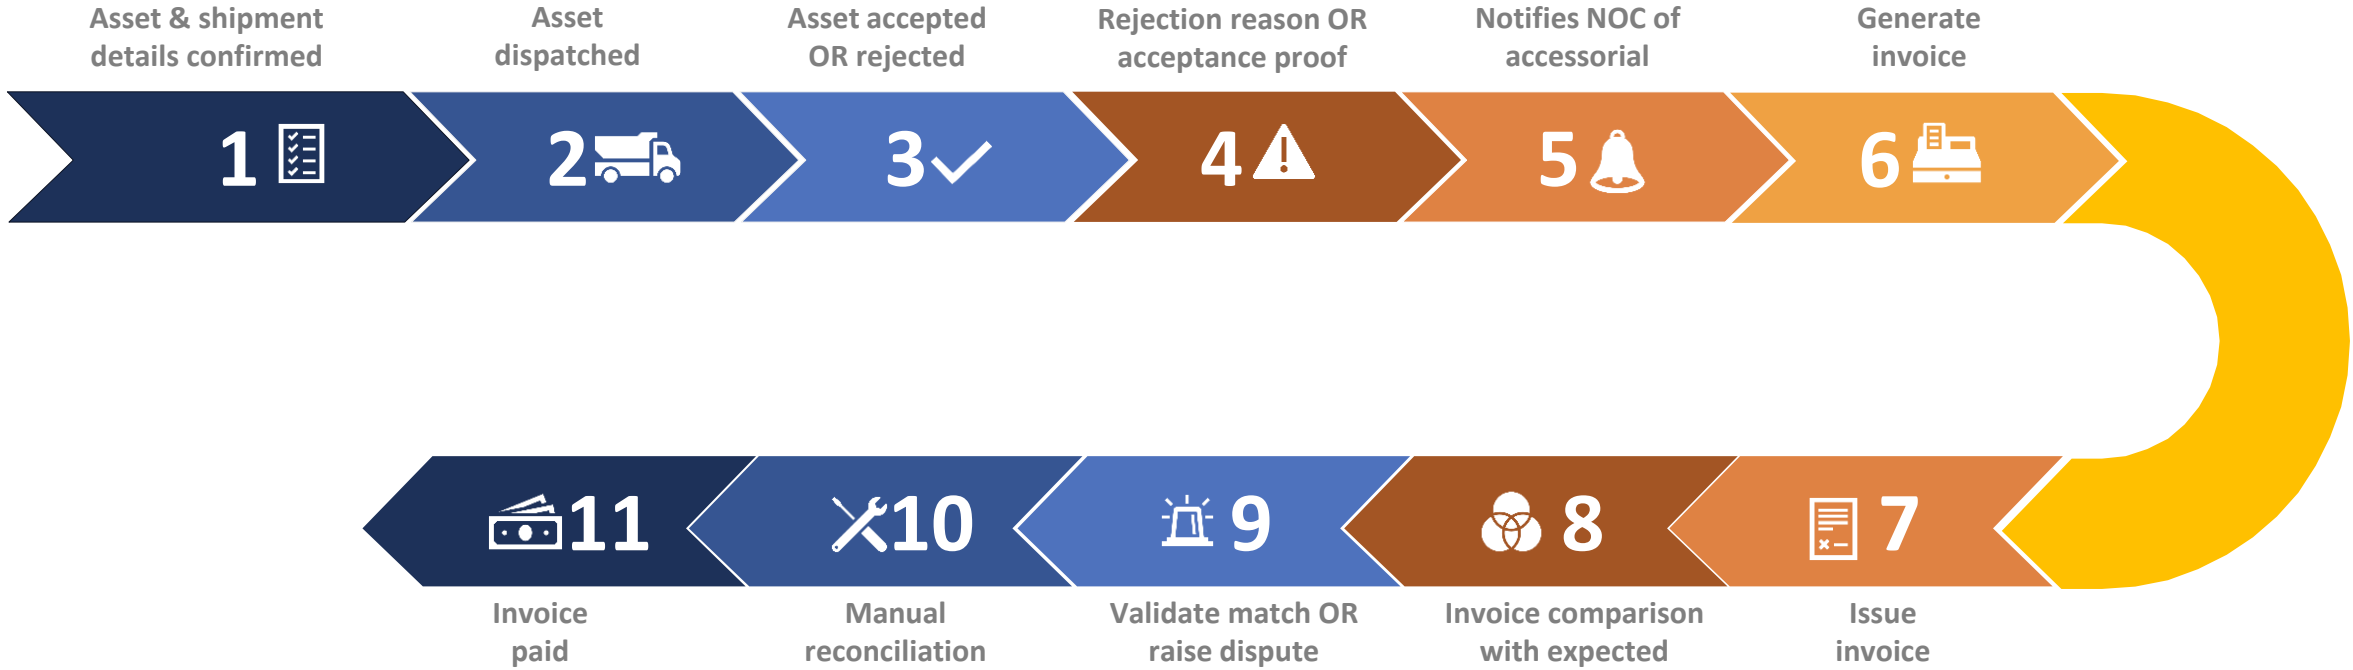 Asset & shipment
details confirmed
Asset
dispatched
Asset accepted
OR rejected
Rejection reason OR
acceptance proof
Notifies NOC of
accessorial
Generate
invoice
1
2
3
4
5
6
11
10
9
8
7
Invoice
paid
Manual
reconciliation
Validate match OR
raise dispute
Invoice comparison
with expected
Issue
invoice